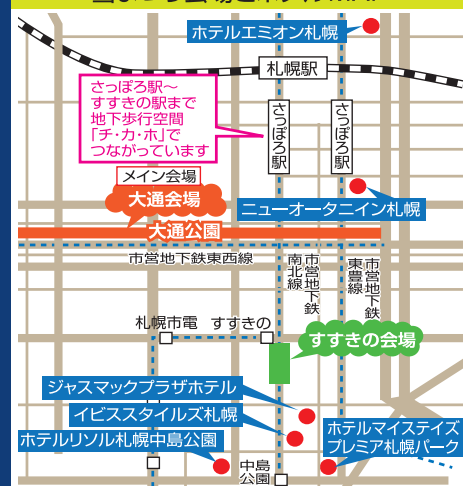 ホテルエミオン札幌
札幌駅
さっぽろ駅～
すすきの駅まで
地下歩行空間
「チ・カ・ホ」で
つながっています
さっぽろ駅
さっぽろ駅
メイン会場
大通会場
ニューオータニイン札幌
大通公園
市営地下鉄東西線
市営地下鉄
南北線
市営地下鉄
東豊線
札幌市電
すすきの
すすきの会場
ジャスマックプラザホテル
イビススタイルズ札幌
ホテルリソル札幌中島公園
ホテルマイステイズ
プレミア札幌パーク
中島
公園